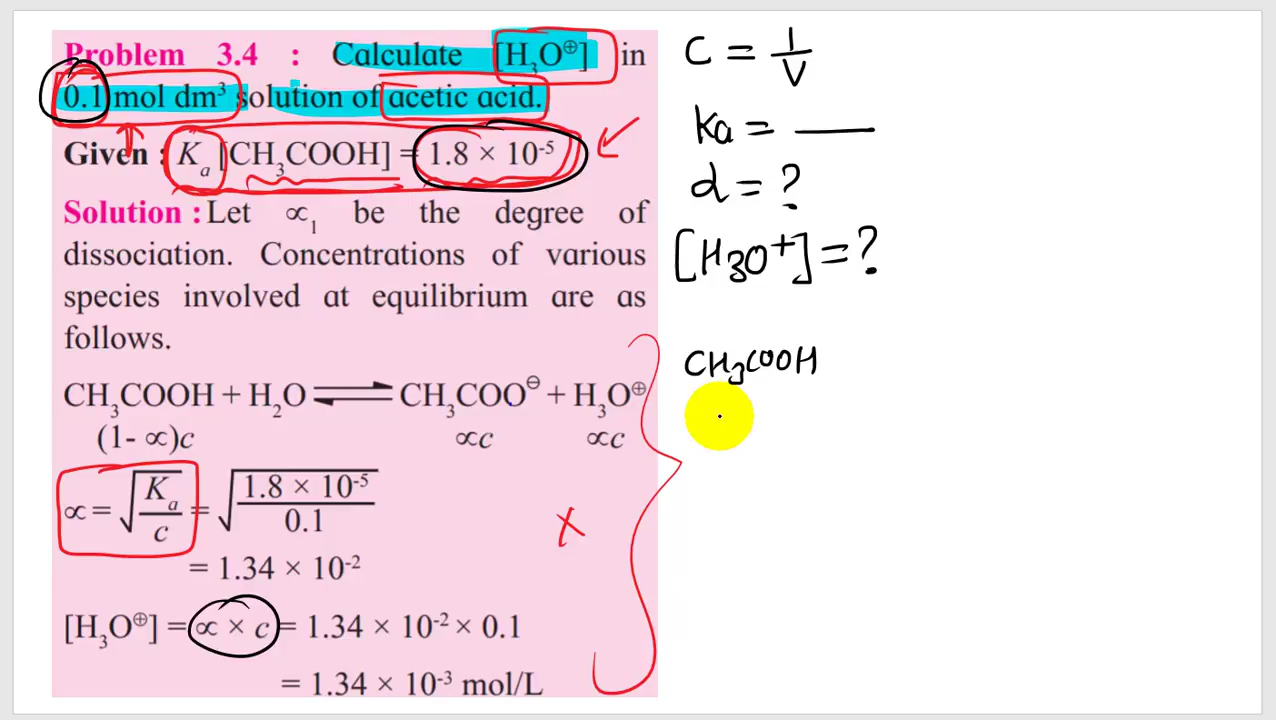 Problem 3.4 : Calculate [H₃O⊕] in
0.1 mol dm³ solution of acetic acid.
Given : Kₐ [CH₃COOH] = 1.8 × 10⁻⁵
Solution : Let ∝₁ be the degree of
dissociation. Concentrations of various
species involved at equilibrium are as
follows.
CH₃COOH + H₂O ⇌ CH₃COO⊖ + H₃O⊕
(1- ∝)c ∝c ∝c
∝ = √(Kₐ/c) = √(1.8 × 10⁻⁵/0.1)
= 1.34 × 10⁻²
[H₃O⊕] = ∝ × c = 1.34 × 10⁻² × 0.1
= 1.34 × 10⁻³ mol/L
C = 1/V
Ka = —
α = ?
[H3O+] = ?
CH₃COOH